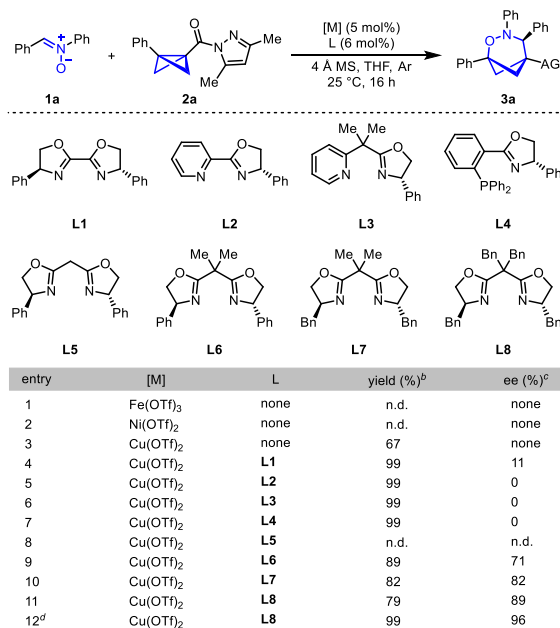 Ph
N
+
Ph
O
−
1a
+
Ph
O
N
N
Me
Me
2a
[M] (5 mol%)
L (6 mol%)
4 Å MS, THF, Ar
25 °C, 16 h
Ph
O
N
Ph
Ph
AG
3a
O
N
Ph
O
N
Ph
L1
N
O
N
Ph
L2
Me Me
N
O
N
Ph
L3
O
N
PPh2
Ph
L4
O
N
Ph
O
N
Ph
L5
Me Me
O
N
Ph
O
N
Ph
L6
Me Me
O
N
Bn
O
N
Bn
L7
Bn Bn
O
N
Bn
O
N
Bn
L8
entry [M] L yield (%)b ee (%)c
1 Fe(OTf)3 none n.d. none
2 Ni(OTf)2 none n.d. none
3 Cu(OTf)2 none 67 none
4 Cu(OTf)2 L1 99 11
5 Cu(OTf)2 L2 99 0
6 Cu(OTf)2 L3 99 0
7 Cu(OTf)2 L4 99 0
8 Cu(OTf)2 L5 n.d. n.d.
9 Cu(OTf)2 L6 89 71
10 Cu(OTf)2 L7 82 82
11 Cu(OTf)2 L8 79 89
12d Cu(OTf)2 L8 99 96